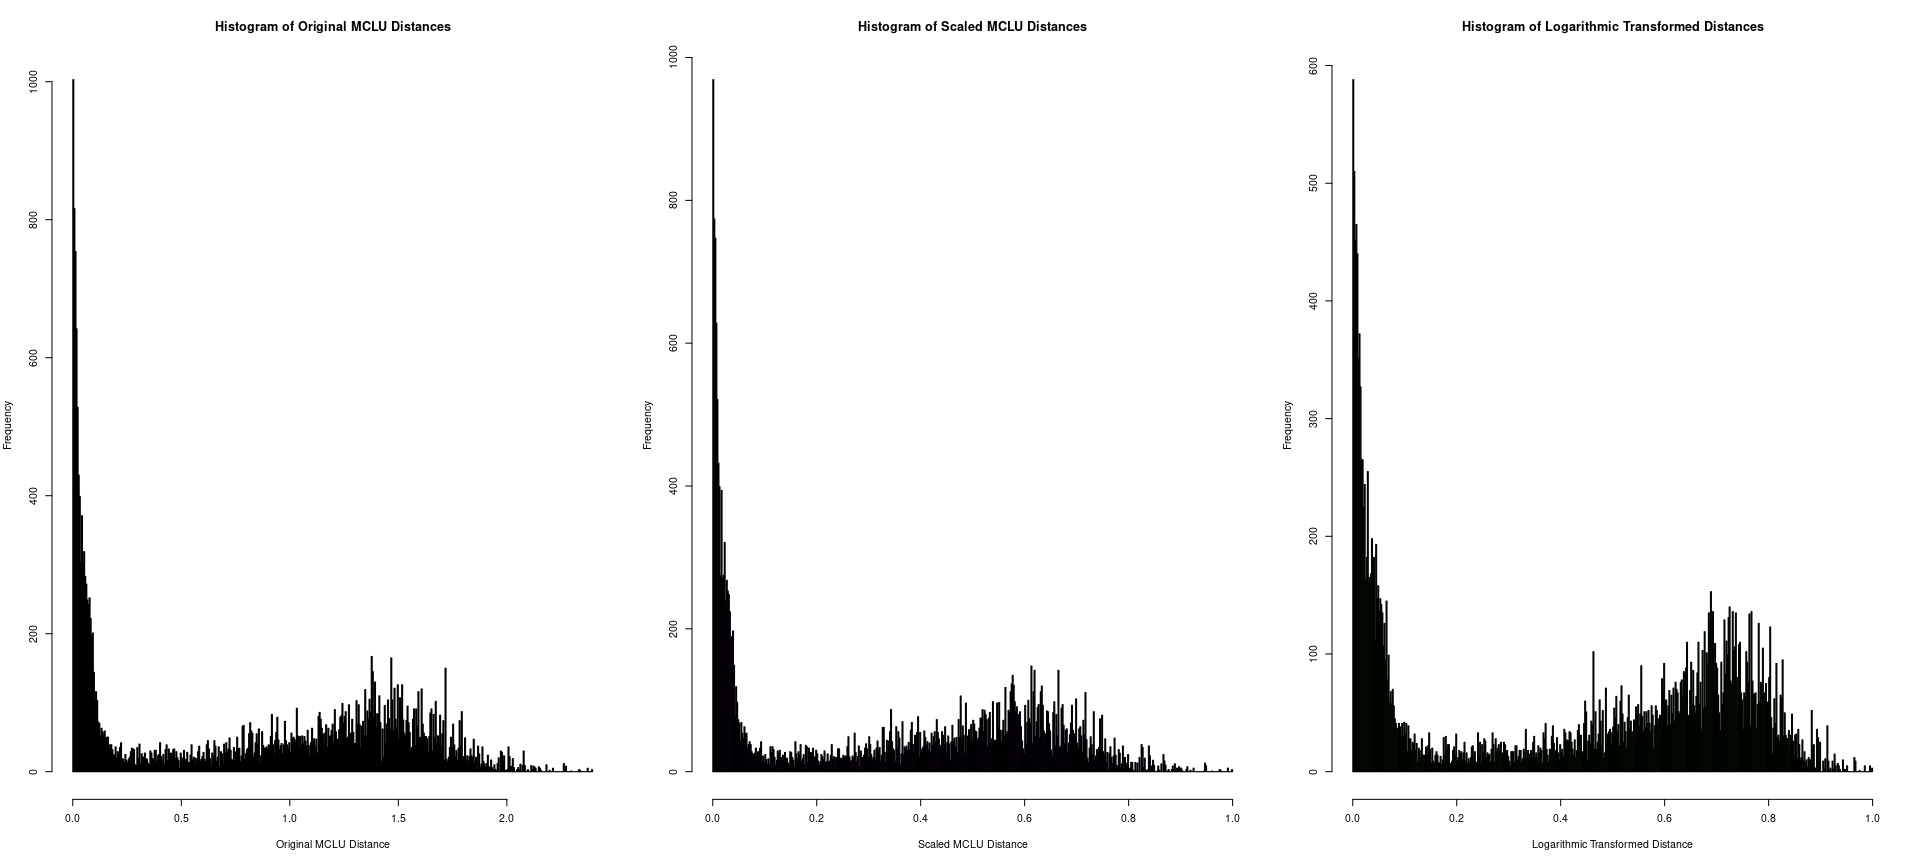 Histogram of Original MCLU Distances
Frequency
0
200
400
600
800
1000
0.0 0.5 1.0 1.5 2.0
Original MCLU Distance
Histogram of Scaled MCLU Distances
Frequency
0
200
400
600
800
1000
0.0 0.2 0.4 0.6 0.8 1.0
Scaled MCLU Distance
Histogram of Logarithmic Transformed Distances
Frequency
0
100
200
300
400
500
600
0.0 0.2 0.4 0.6 0.8 1.0
Logarithmic Transformed Distance